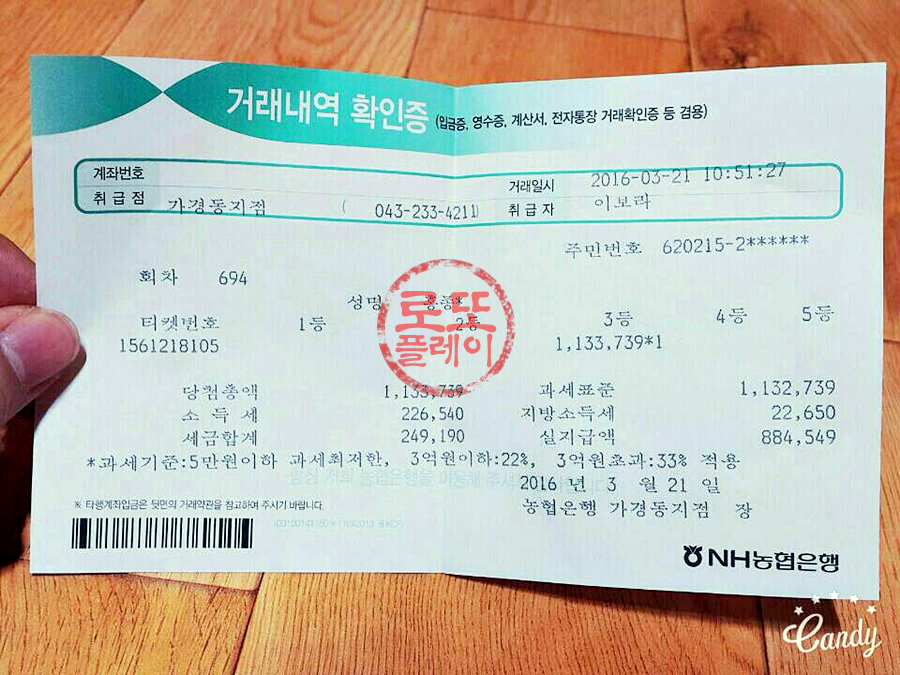 거래내역 확인증 (입금증, 영수증, 계산서, 전자통장 거래확인증 등 겸용)
계좌번호
거래일시 2016-03-21 10:51:27
취급점 가경동지점 ( 043-233-4211) 취급자 이보라
주민번호 620215-2******
회차 694
성명
로또
플레이
티켓번호 1등 2등 3등 4등 5등
1561218105 1,133,739*1
당첨총액 1,133,739 과세표준 1,132,739
소 득 세 226,540 지방소득세 22,650
세금합계 249,190 실지급액 884,549
*과세기준:5만원이하 과세최저한, 3억원이하:22%, 3억원초과:33% 적용
2016 년 3 월 21 일
농협은행 가경동지점 장
※ 타행계좌입금은 뒷면의 거래약관을 참고하여 주시기 바랍니다.
NH농협은행
Candy